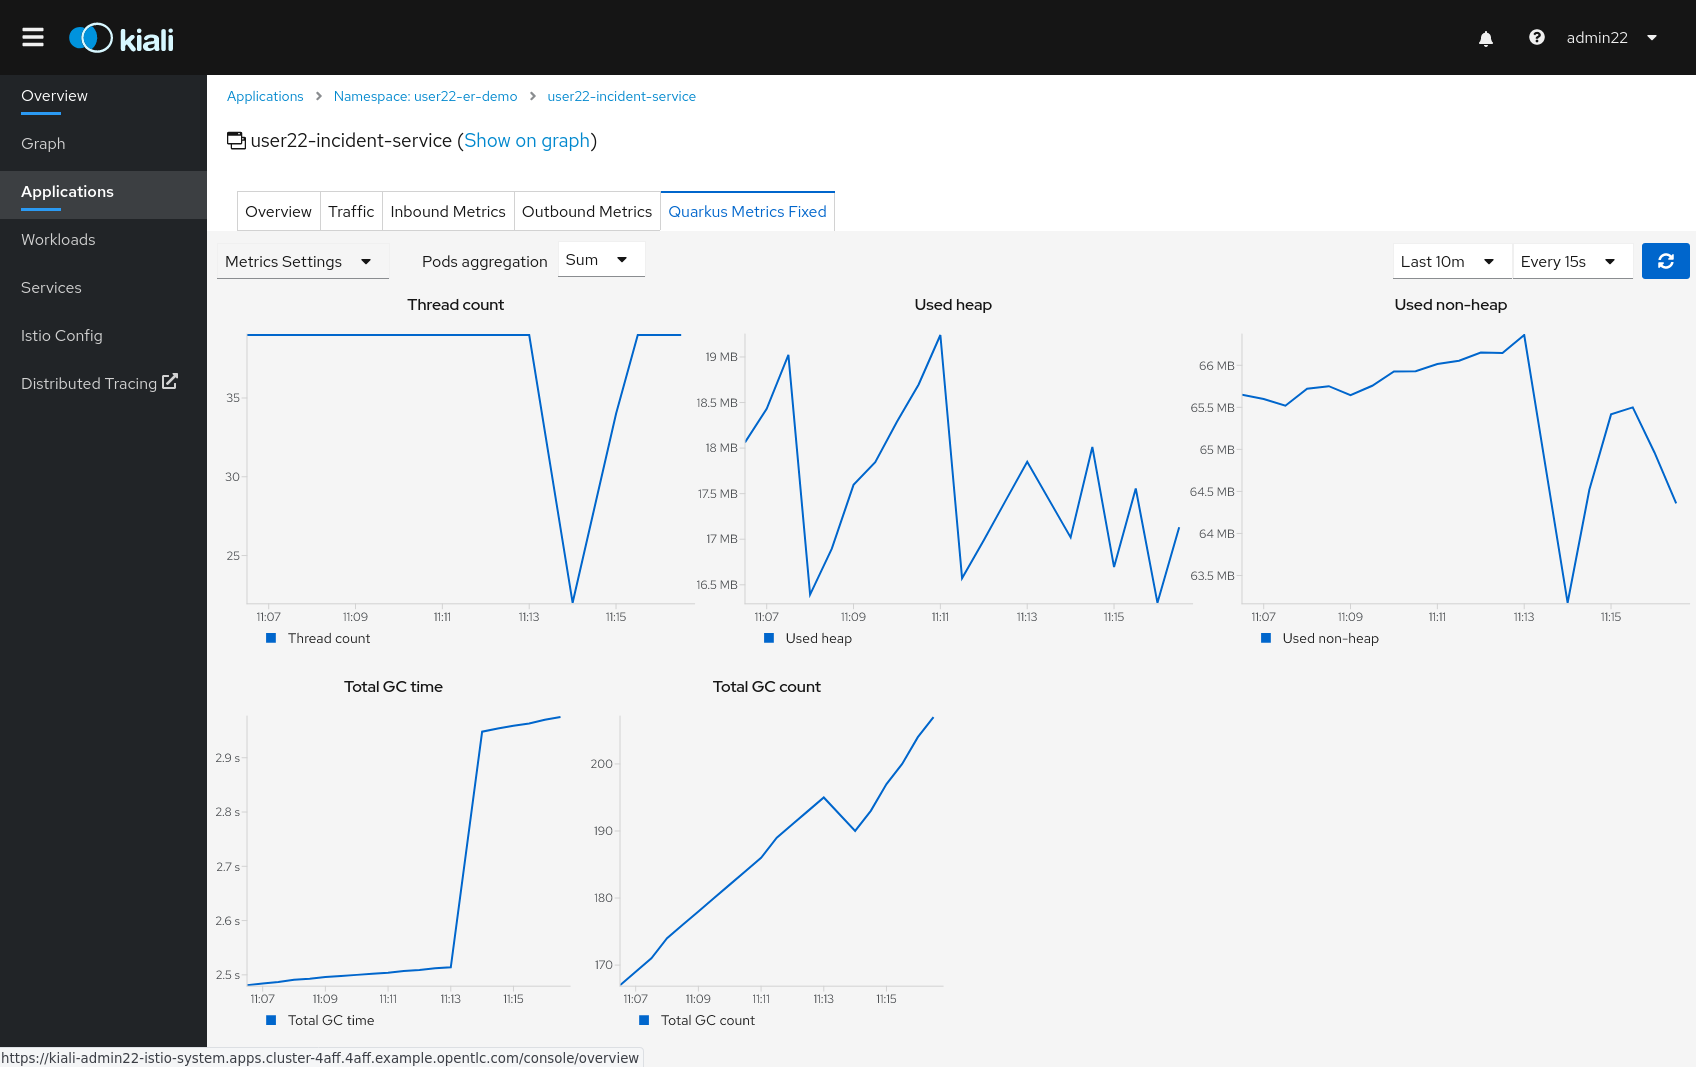 kiali
admin22
Overview
Graph
Applications
Workloads
Services
Istio Config
Distributed Tracing
Applications > Namespace: user22-er-demo > user22-incident-service
user22-incident-service (Show on graph)
Overview Traffic Inbound Metrics Outbound Metrics Quarkus Metrics Fixed
Metrics Settings Pods aggregation Sum Last 10m Every 15s
Thread count
35
30
25
11:07 11:09 11:11 11:13 11:15
Thread count
Used heap
19 MB
18.5 MB
18 MB
17.5 MB
17 MB
16.5 MB
11:07 11:09 11:11 11:13 11:15
Used heap
Used non-heap
66 MB
65.5 MB
65 MB
64.5 MB
64 MB
63.5 MB
11:07 11:09 11:11 11:13 11:15
Used non-heap
Total GC time
2.9 s
2.8 s
2.7 s
2.6 s
2.5 s
11:07 11:09 11:11 11:13 11:15
Total GC time
Total GC count
200
190
180
170
11:07 11:09 11:11 11:13 11:15
Total GC count
https://kiali-admin22-istio-system.apps.cluster-4aff.4aff.example.opentlc.com/console/overview